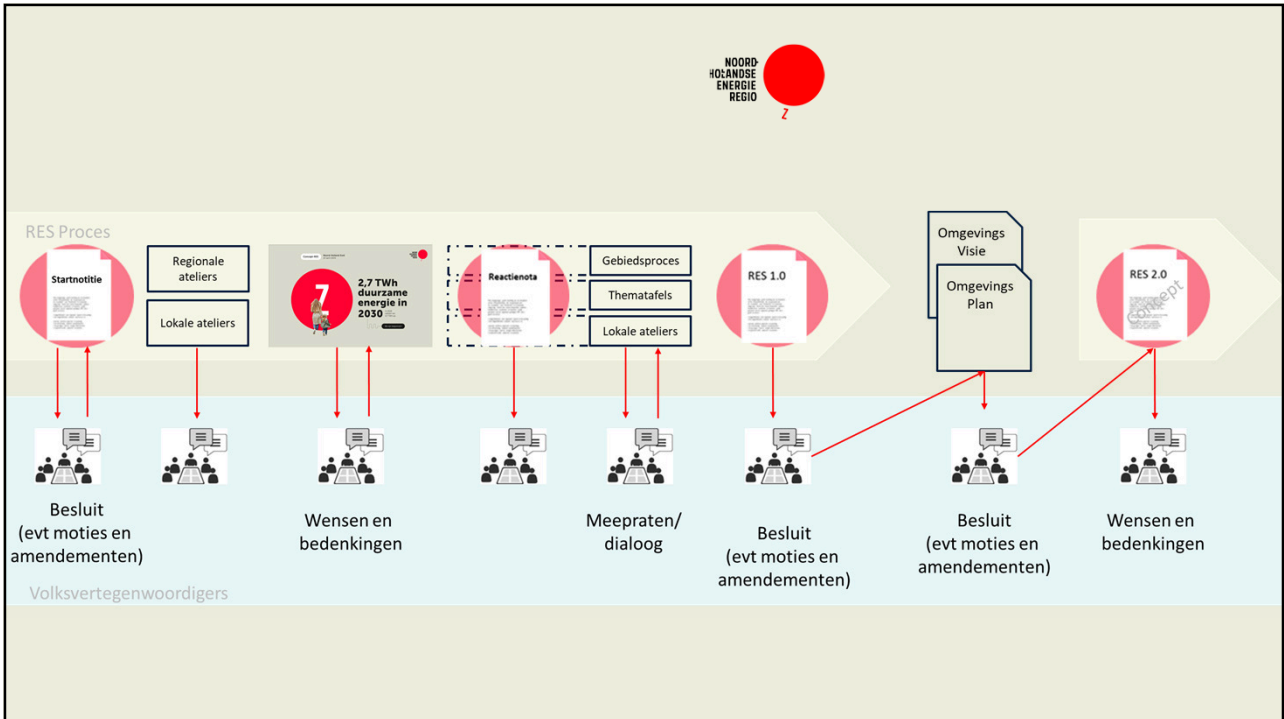 NOORD-
HOLLANDSE
ENERGIE
REGIO
Z
RES Proces
Startnotitie
Regionale
ateliers
Lokale ateliers
7
2,7 TWh
duurzame
energie in
2030
Reactienota
Gebiedsproces
Thematafels
Lokale ateliers
RES 1.0
Omgevings
Visie
Omgevings
Plan
RES 2.0
Concept
Besluit
(evt moties en
amendementen)
Wensen en
bedenkingen
Meepraten/
dialoog
Besluit
(evt moties en
amendementen)
Besluit
(evt moties en
amendementen)
Wensen en
bedenkingen
Volksvertegenwoordigers